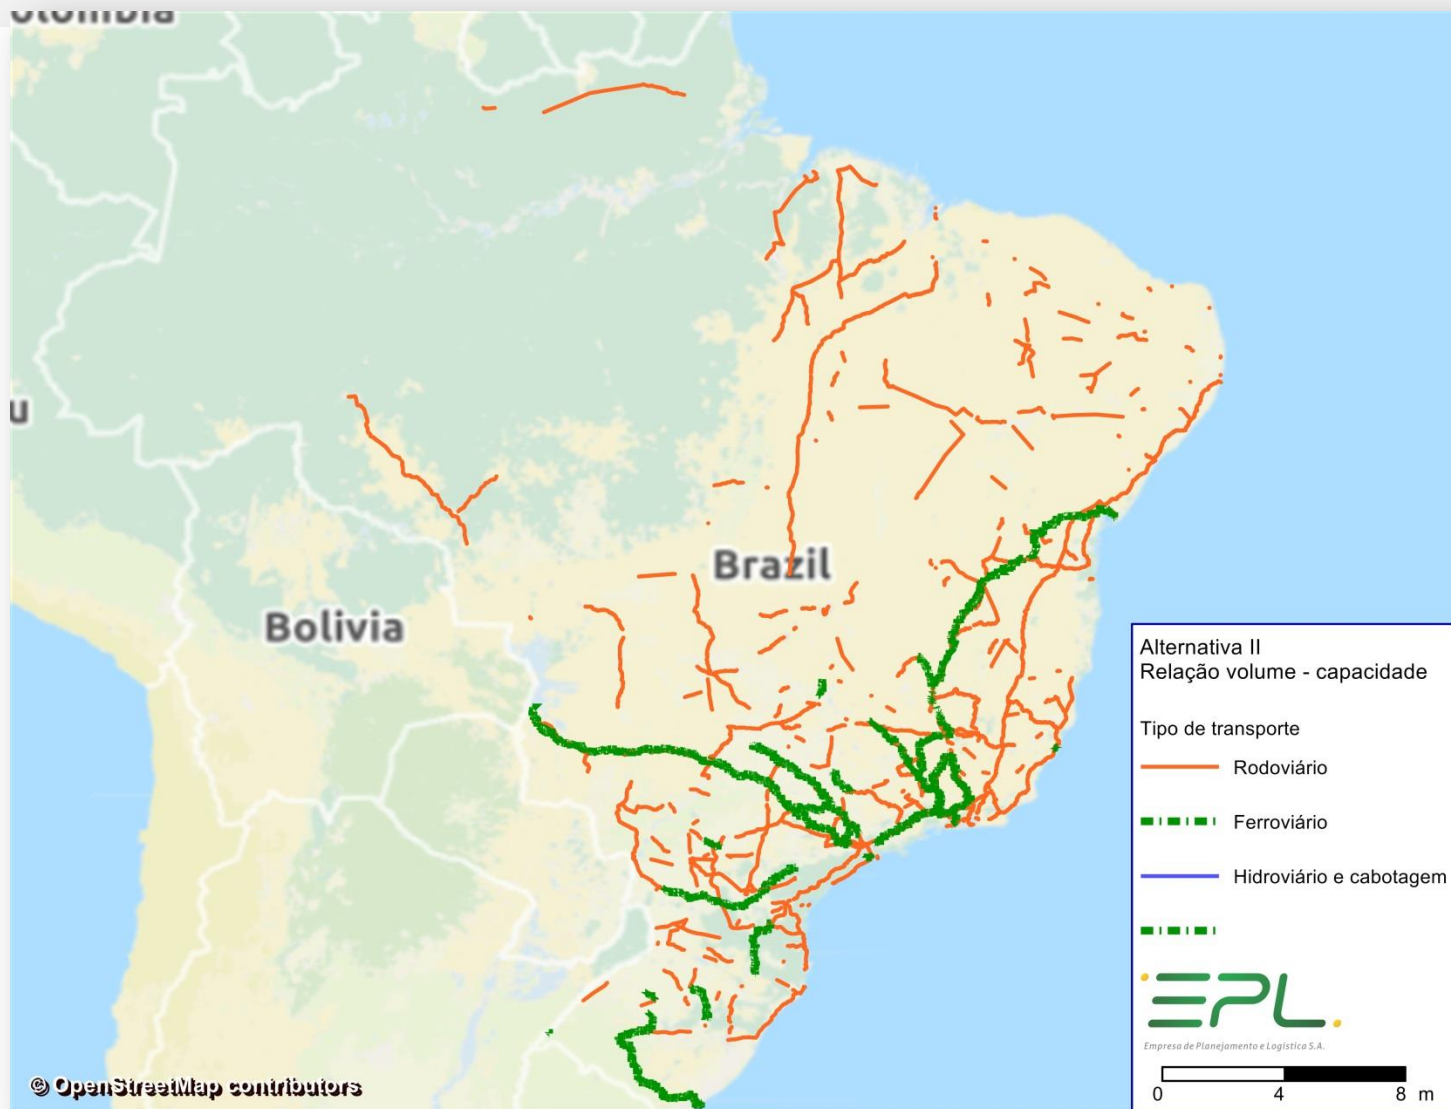 olombia
u
Brazil
Bolivia
Alternativa II
Relação volume - capacidade
Tipo de transporte
Rodoviário
Ferroviário
Hidroviário e cabotagem
EPL
Empresa de Planejamento e Logística S.A.
0 4 8 m
© OpenStreetMap contributors